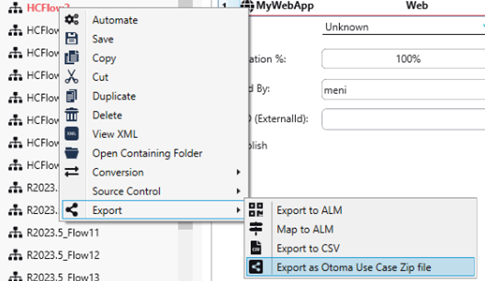 HCFlow2
HCFlow
HCFlow
HCFlow
HCFlow
HCFlow
HCFlow
HCFlow
R2023.
R2023.
R2023.5_Flow11
R2023.5_Flow12
R2023.5_Flow13
Automate
Save
Copy
Cut
Duplicate
Delete
View XML
XML
Open Containing Folder
Conversion
Source Control
Export
1
MyWebApp
Web
Unknown
ation %:
100%
d By:
meni
D (ExternalId):
blish
Export to ALM
Map to ALM
Export to CSV
Export as Otoma Use Case Zip file